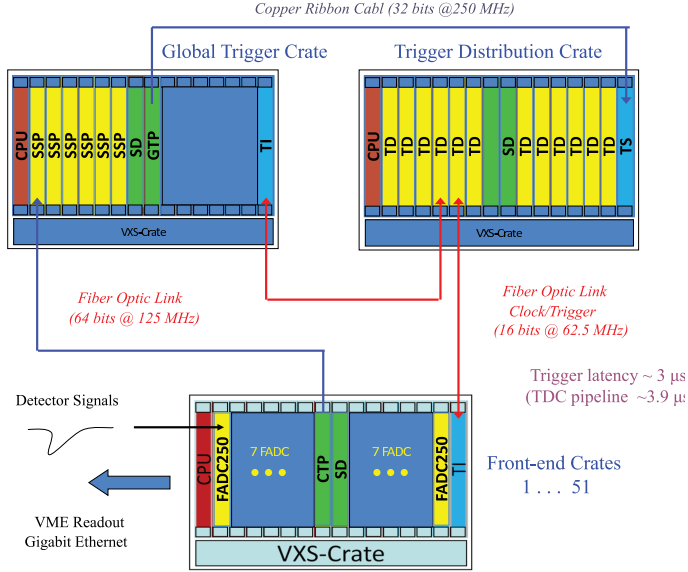 Copper Ribbon Cabl (32 bits @250 MHz)
Global Trigger Crate
Trigger Distribution Crate
CPU
SSP
SSP
SSP
SSP
SSP
SSP
SD
GTP
TI
VXS-Crate
CPU
TD
TD
TD
TD
TD
TD
SD
TD
TD
TD
TD
TD
TD
TS
VXS-Crate
Fiber Optic Link
(64 bits @ 125 MHz)
Fiber Optic Link
Clock/Trigger
(16 bits @ 62.5 MHz)
Trigger latency ~ 3 μs
(TDC pipeline ~3.9 μs
Detector Signals
CPU
FADC250
7 FADC
CTP
SD
7 FADC
FADC250
TI
VXS-Crate
Front-end Crates
1 . . . 51
VME Readout
Gigabit Ethernet